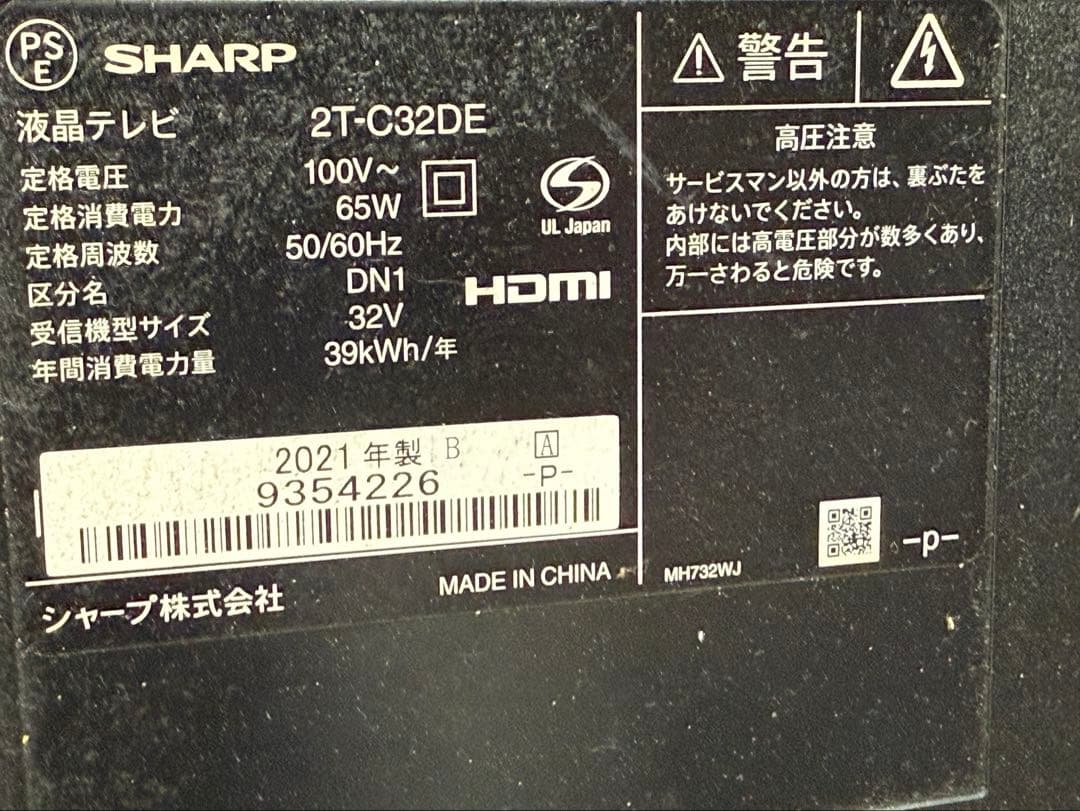 PS
E
SHARP
液晶テレビ 2T-C32DE
定格電圧 100V~
定格消費電力 65W
定格周波数 50/60Hz
区分名 DN1
受信機型サイズ 32V
年間消費電力量 39kWh/年
UL Japan
HDMI
2021 年製 B A
9354226 -P-
MADE IN CHINA
シャープ株式会社
警告
高圧注意
サービスマン以外の方は、裏ぶたを
あけないでください。
内部には高電圧部分が数多くあり、
万一さわると危険です。
MH732WJ
-p-